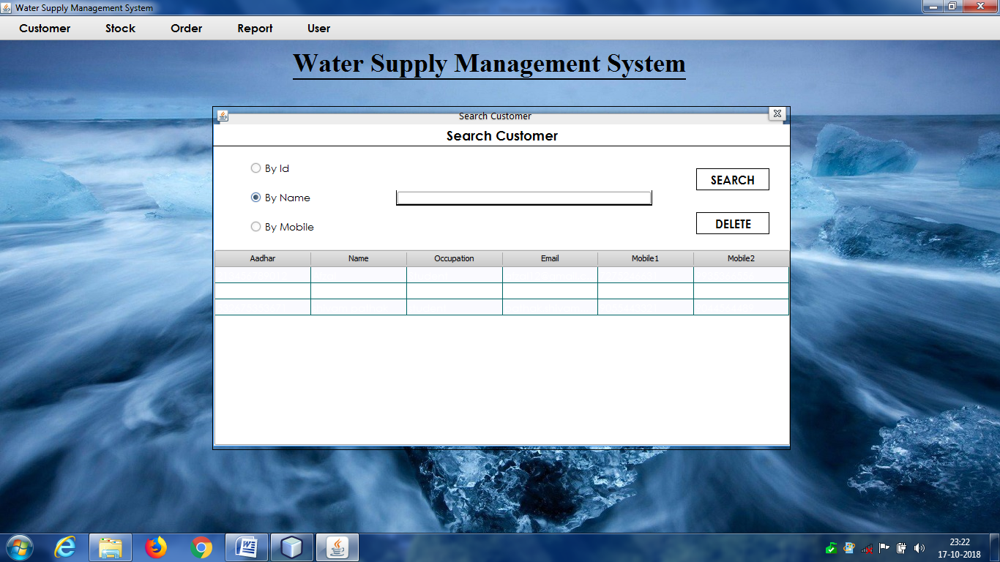 Water Supply Management System
Customer Stock Order Report User
Water Supply Management System
Search Customer
Search Customer
By Id
SEARCH
By Name
By Mobile
DELETE
Aadhar Name Occupation Email Mobile1 Mobile2
23:22
17-10-2018